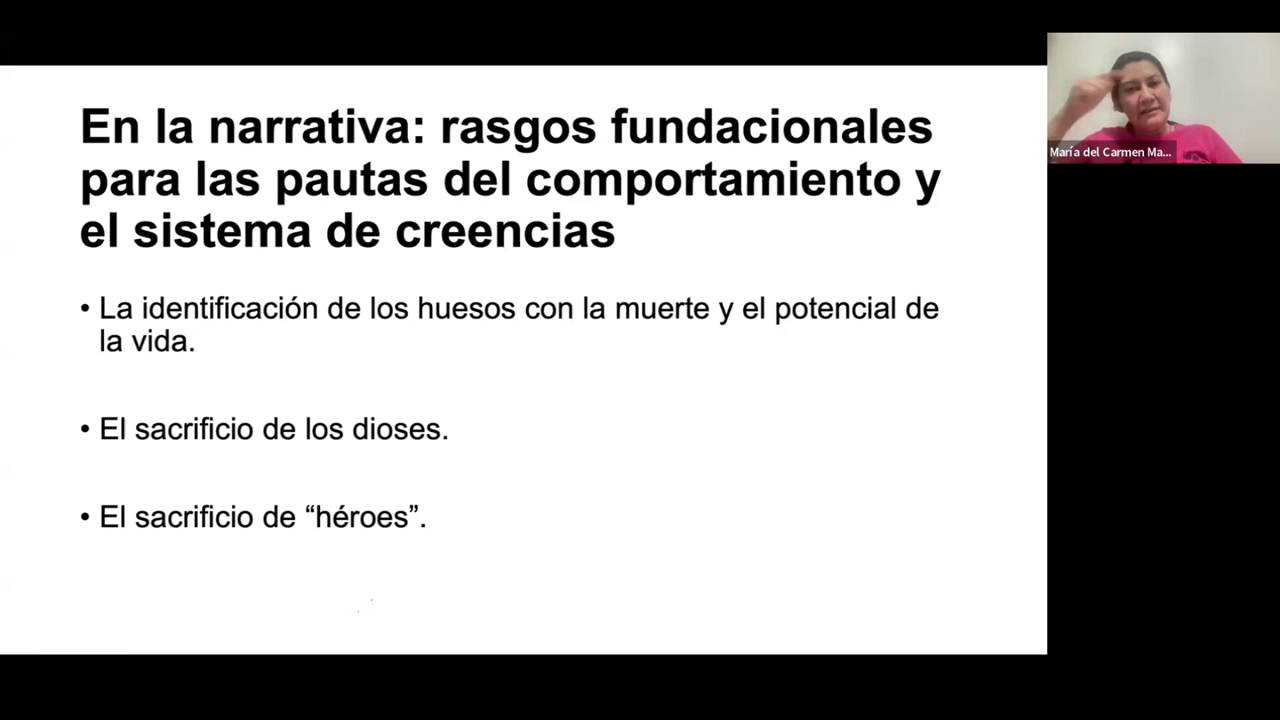 En la narrativa: rasgos fundacionales
para las pautas del comportamiento y
el sistema de creencias
• La identificación de los huesos con la muerte y el potencial de
la vida.
• El sacrificio de los dioses.
• El sacrificio de “héroes”.
María del Carmen Ma...